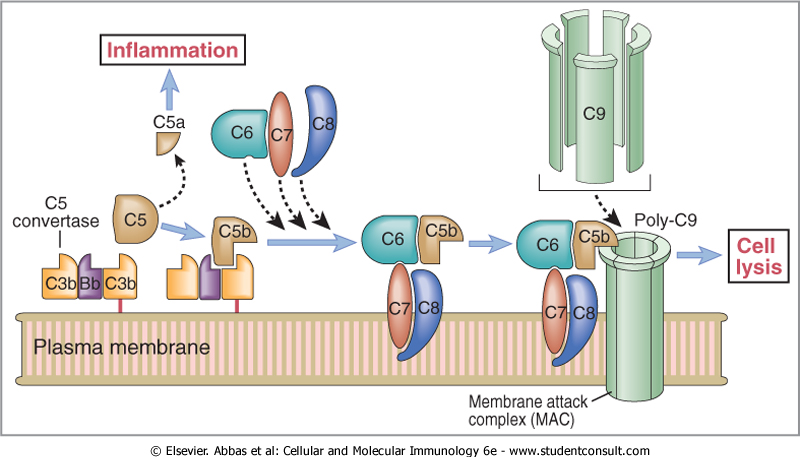 Inflammation
C5a
C6
C7
C8
C9
C5
convertase
C5
C5b
C3b
Bb
C3b
C6
C5b
C7
C8
C6
C5b
C7
C8
Poly-C9
Cell
lysis
Plasma membrane
Membrane attack
complex (MAC)
© Elsevier. Abbas et al: Cellular and Molecular Immunology 6e - www.studentconsult.com